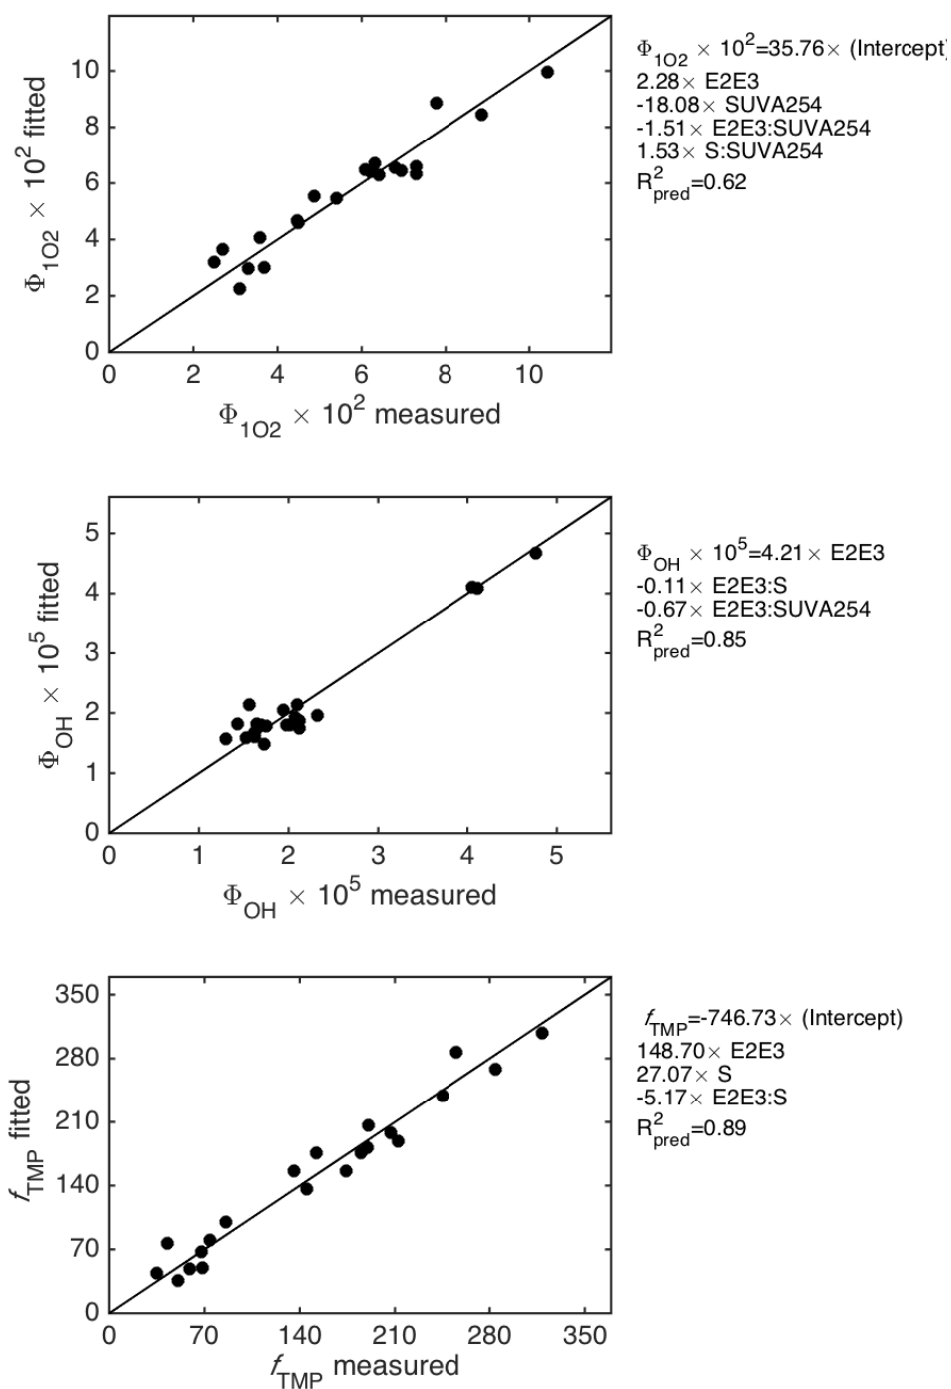 Φ1O2 × 10^2 fitted
10
8
6
4
2
0
0 2 4 6 8 10
Φ1O2 × 10^2 measured
Φ1O2 × 10^2=35.76× (Intercept)
2.28× E2E3
-18.08× SUVA254
-1.51× E2E3:SUVA254
1.53× S:SUVA254
R^2pred=0.62
ΦOH × 10^5 fitted
5
4
3
2
1
0
0 1 2 3 4 5
ΦOH × 10^5 measured
ΦOH × 10^5=4.21× E2E3
-0.11× E2E3:S
-0.67× E2E3:SUVA254
R^2pred=0.85
fTMP fitted
350
280
210
140
70
0
0 70 140 210 280 350
fTMP measured
fTMP=-746.73× (Intercept)
148.70× E2E3
27.07× S
-5.17× E2E3:S
R^2pred=0.89